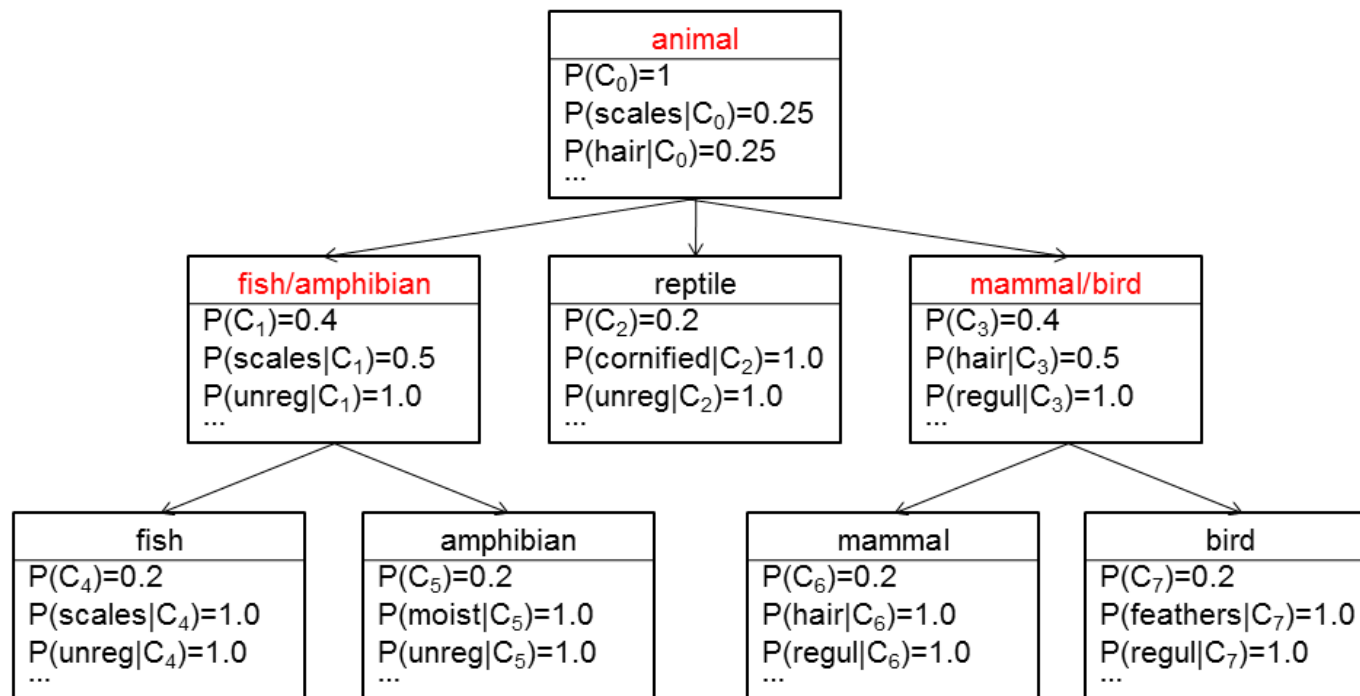 animal
P(C₀)=1
P(scales|C₀)=0.25
P(hair|C₀)=0.25
...
fish/amphibian
P(C₁)=0.4
P(scales|C₁)=0.5
P(unreg|C₁)=1.0
...
reptile
P(C₂)=0.2
P(cornified|C₂)=1.0
P(unreg|C₂)=1.0
...
mammal/bird
P(C₃)=0.4
P(hair|C₃)=0.5
P(regul|C₃)=1.0
...
fish
P(C₄)=0.2
P(scales|C₄)=1.0
P(unreg|C₄)=1.0
...
amphibian
P(C₅)=0.2
P(moist|C₅)=1.0
P(unreg|C₅)=1.0
...
mammal
P(C₆)=0.2
P(hair|C₆)=1.0
P(regul|C₆)=1.0
...
bird
P(C₇)=0.2
P(feathers|C₇)=1.0
P(regul|C₇)=1.0
...